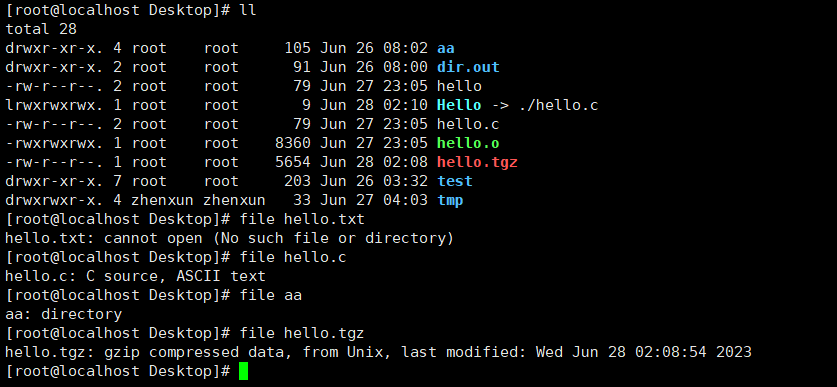 [root@localhost Desktop]# ll
total 28
drwxr-xr-x. 4 root    root     105 Jun 26 08:02 aa
drwxr-xr-x. 2 root    root      91 Jun 26 08:00 dir.out
-rw-r--r--. 2 root    root      79 Jun 27 23:05 hello
lrwxrwxrwx. 1 root    root       9 Jun 28 02:10 Hello -> ./hello.c
-rw-r--r--. 2 root    root      79 Jun 27 23:05 hello.c
-rwxrwxrwx. 1 root    root    8360 Jun 27 23:05 hello.o
-rw-r--r--. 1 root    root    5654 Jun 28 02:08 hello.tgz
drwxr-xr-x. 7 root    root     203 Jun 26 03:32 test
drwxrwxr-x. 4 zhenxun zhenxun   33 Jun 27 04:03 tmp
[root@localhost Desktop]# file hello.txt
hello.txt: cannot open (No such file or directory)
[root@localhost Desktop]# file hello.c
hello.c: C source, ASCII text
[root@localhost Desktop]# file aa
aa: directory
[root@localhost Desktop]# file hello.tgz
hello.tgz: gzip compressed data, from Unix, last modified: Wed Jun 28 02:08:54 2023
[root@localhost Desktop]#